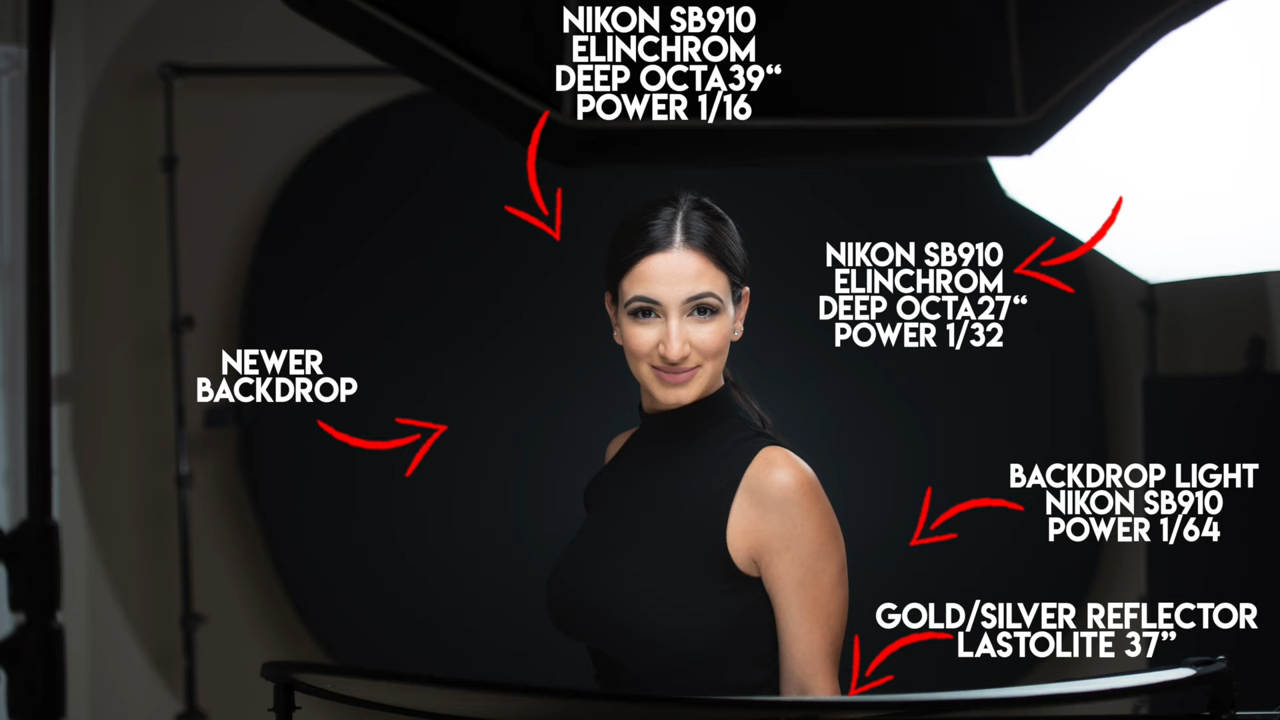 NIKON SB910
ELINCHROM
DEEP OCTA39“
POWER 1/16
NIKON SB910
ELINCHROM
DEEP OCTA27“
POWER 1/32
NEWER
BACKDROP
BACKDROP LIGHT
NIKON SB910
POWER 1/64
GOLD/SILVER REFLECTOR
LASTOLITE 37”